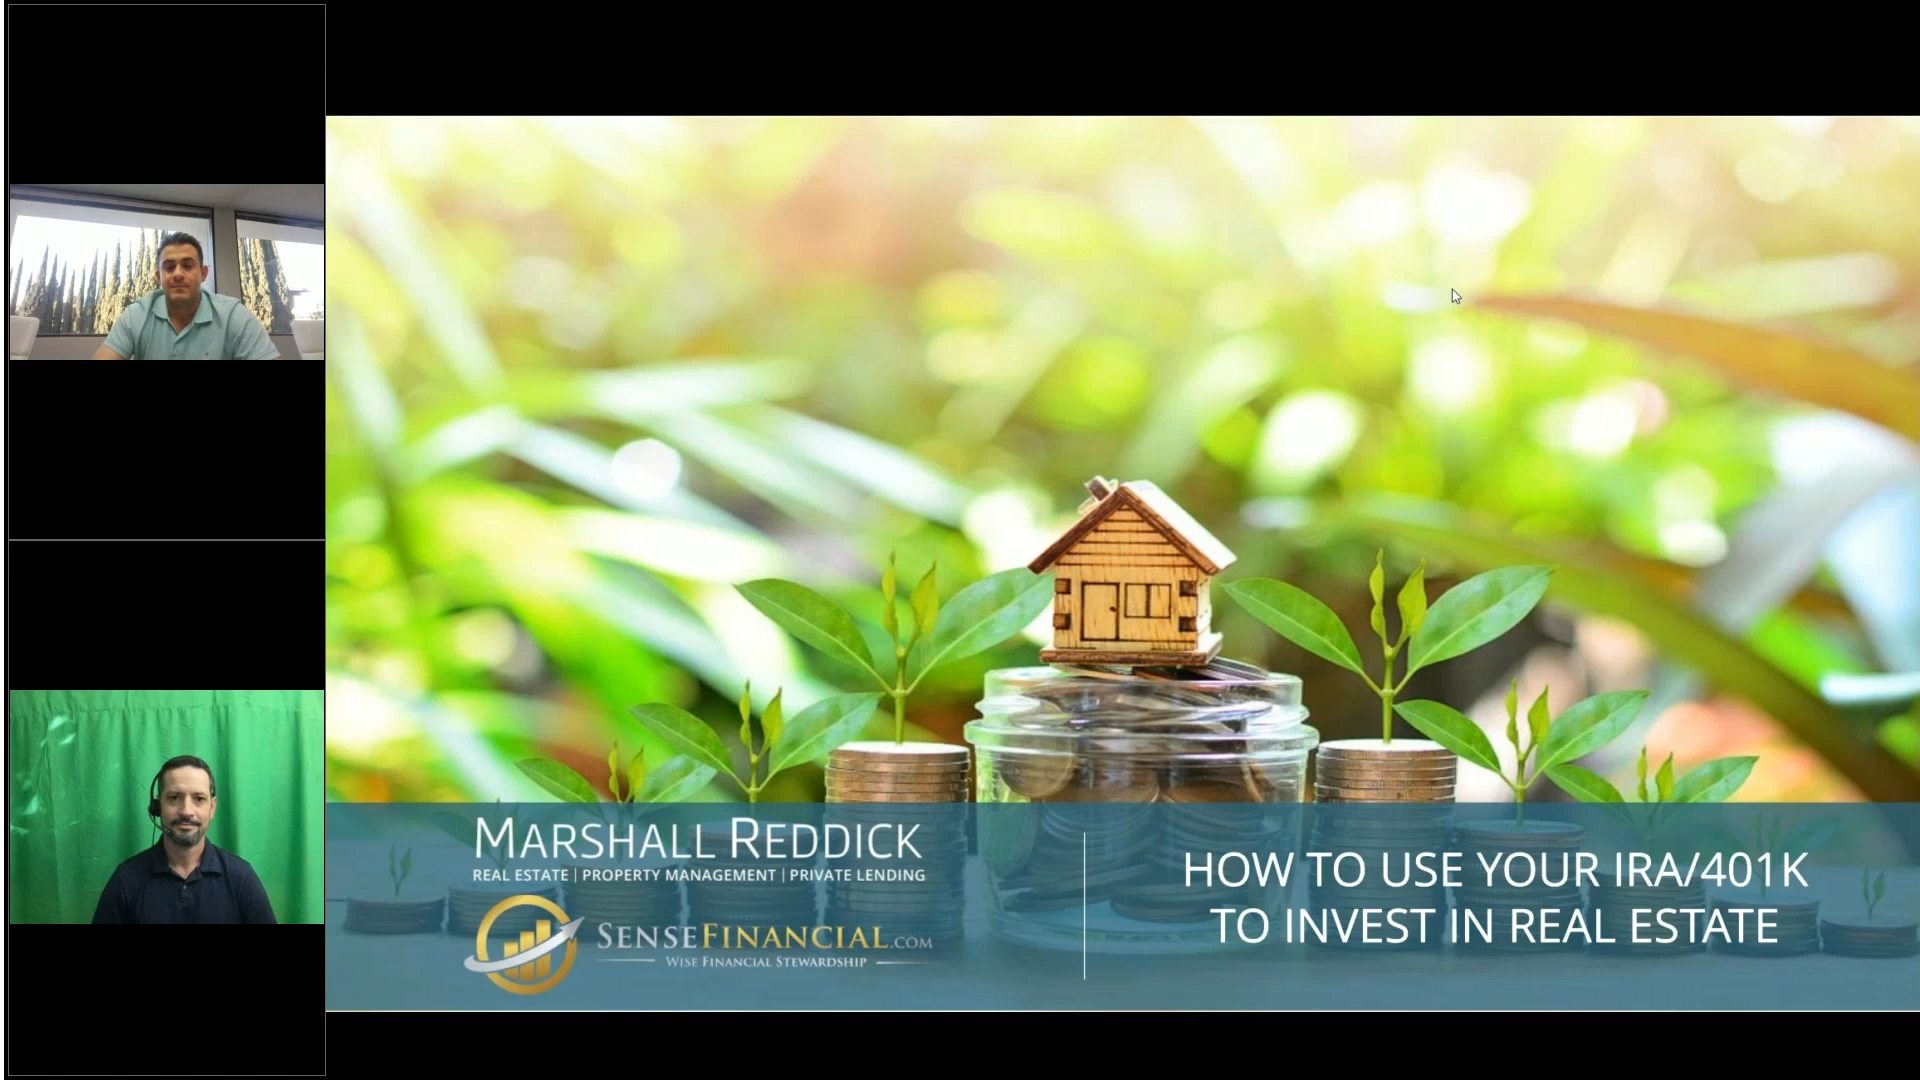 MARSHALL REDDICK
REAL ESTATE | PROPERTY MANAGEMENT | PRIVATE LENDING
SENSEFINANCIAL.COM
WISE FINANCIAL STEWARDSHIP
HOW TO USE YOUR IRA/401K
TO INVEST IN REAL ESTATE